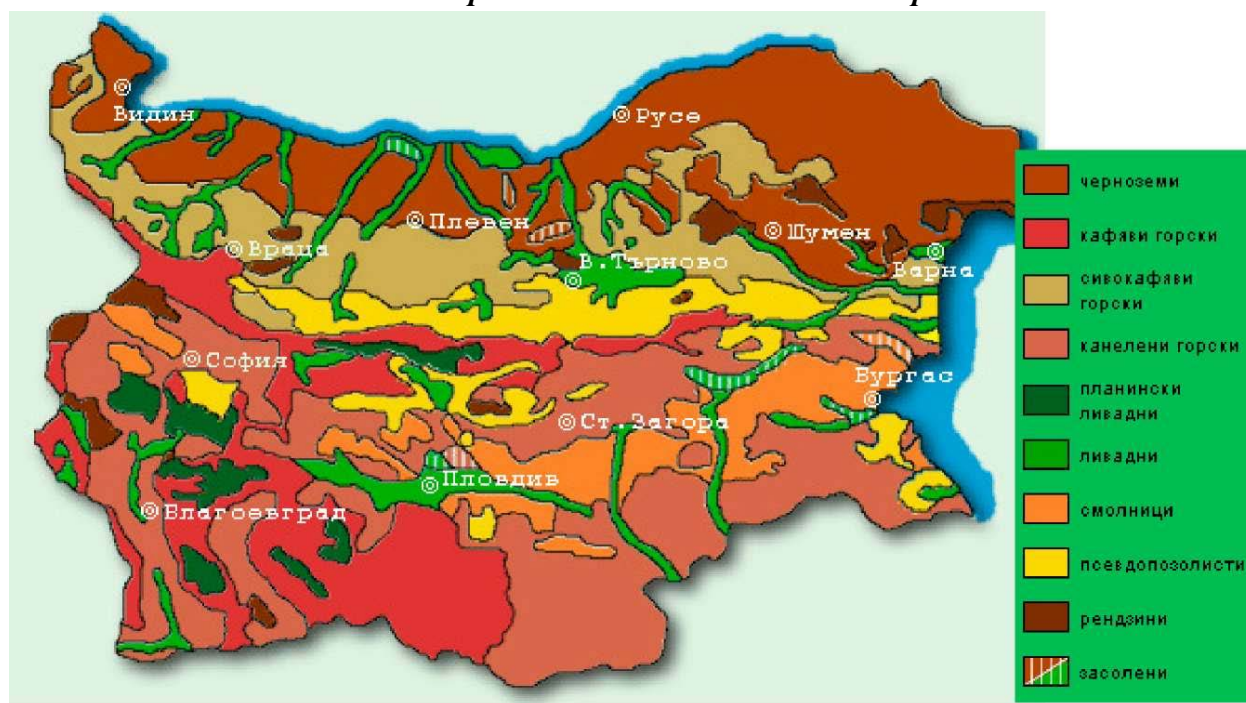 Видин
Русе
Плевен
Шумен
Враца
В.Търново
Варна
София
Бургас
Ст.Загора
Пловдив
Благоевград
черноземи
кафяви горски
сивокафяви
горски
канелени горски
планински
ливадни
ливадни
смолници
псевдопозолисти
рендзини
засолени